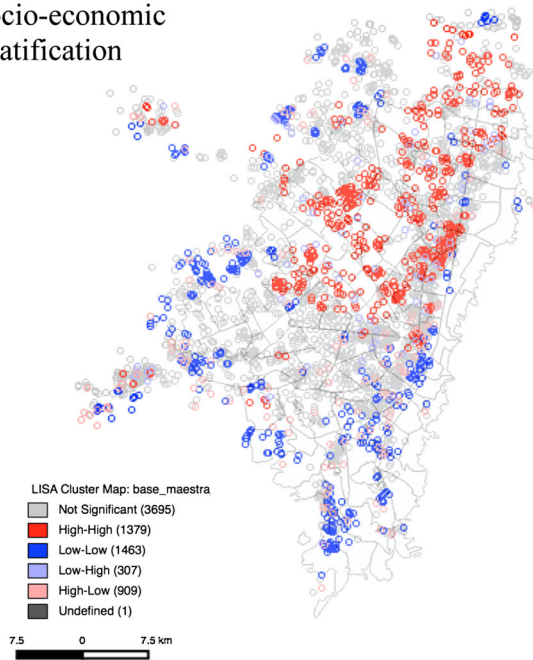 cio-economic
atification
LISA Cluster Map: base_maestra
Not Significant (3695)
High-High (1379)
Low-Low (1463)
Low-High (307)
High-Low (909)
Undefined (1)
7.5 0 7.5 km